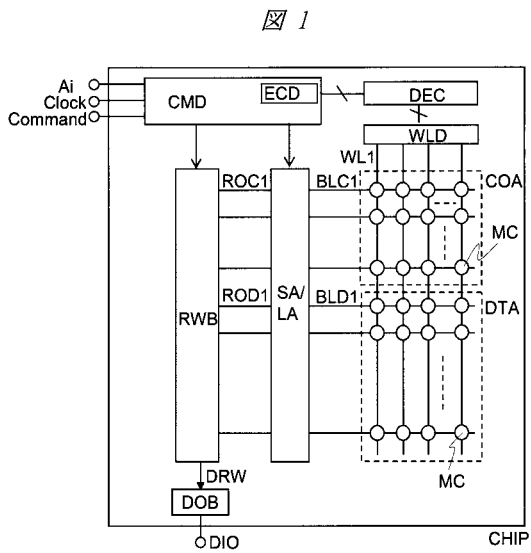 図 1
Ai
Clock
Command
CMD
ECD
DEC
WLD
WL1
ROC1
BLC1
COA
MC
ROD1
BLD1
DTA
RWB
SA/
LA
DRW
MC
DOB
DIO
CHIP